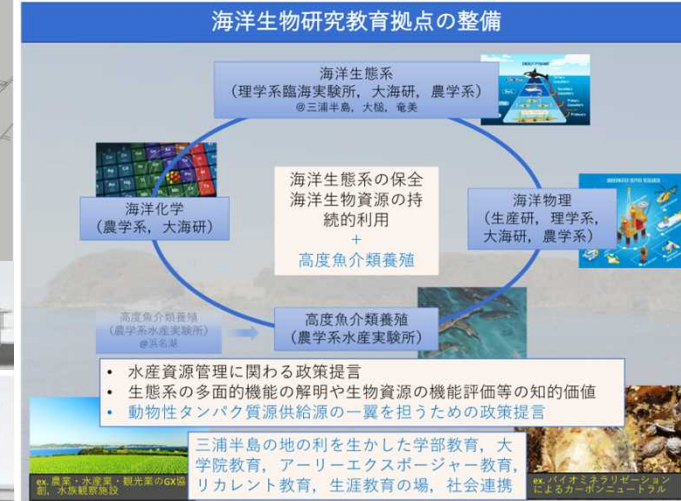 海洋生物研究教育拠点の整備
海洋生態系
(理学系臨海実験所, 大海研, 農学系)
@三浦半島, 大槌, 奄美
海洋化学
(農学系, 大海研)
海洋生態系の保全
海洋生物資源の持
続的利用
+
高度魚介類養殖
海洋物理
(生産研, 理学系,
大海研, 農学系)
高度魚介類養殖
(農学系水産実験所)
@浜名湖
高度魚介類養殖
(農学系水産実験所)
• 水産資源管理に関わる政策提言
• 生態系の多面的機能の解明や生物資源の機能評価等の知的価値
• 動物性タンパク質源供給源の一翼を担うための政策提言
三浦半島の地の利を生かした学部教育, 大
学院教育, アーリーエクスポージャー教育,
リカレント教育, 生涯教育の場, 社会連携
ex. 農業・水産業・観光業のGX協
創, 水族観察施設
ex. バイオミネラリゼーション
によるカーボンニュートラル